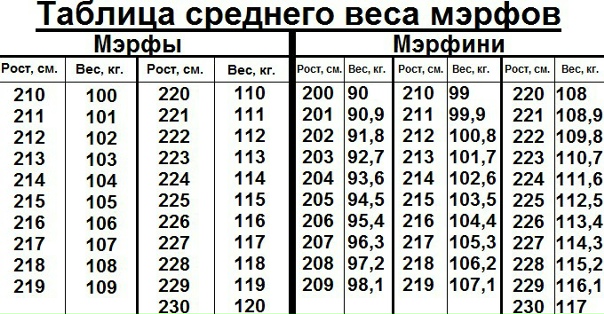 Таблица среднего веса мэрфов
Мэрфы Мэрфини
Рост, см. Вес, кг. Рост, см. Вес, кг. Рост, см. Вес, кг. Рост, см. Вес, кг. Рост, см. Вес, кг.
210 100 220 110 200 90 210 99 220 108
211 101 221 111 201 90,9 211 99,9 221 108,9
212 102 222 112 202 91,8 212 100,8 222 109,8
213 103 223 113 203 92,7 213 101,7 223 110,7
214 104 224 114 204 93,6 214 102,6 224 111,6
215 105 225 115 205 94,5 215 103,5 225 112,5
216 106 226 116 206 95,4 216 104,4 226 113,4
217 107 227 117 207 96,3 217 105,3 227 114,3
218 108 228 118 208 97,2 218 106,2 228 115,2
219 109 229 119 209 98,1 219 107,1 229 116,1
230 120 230 117